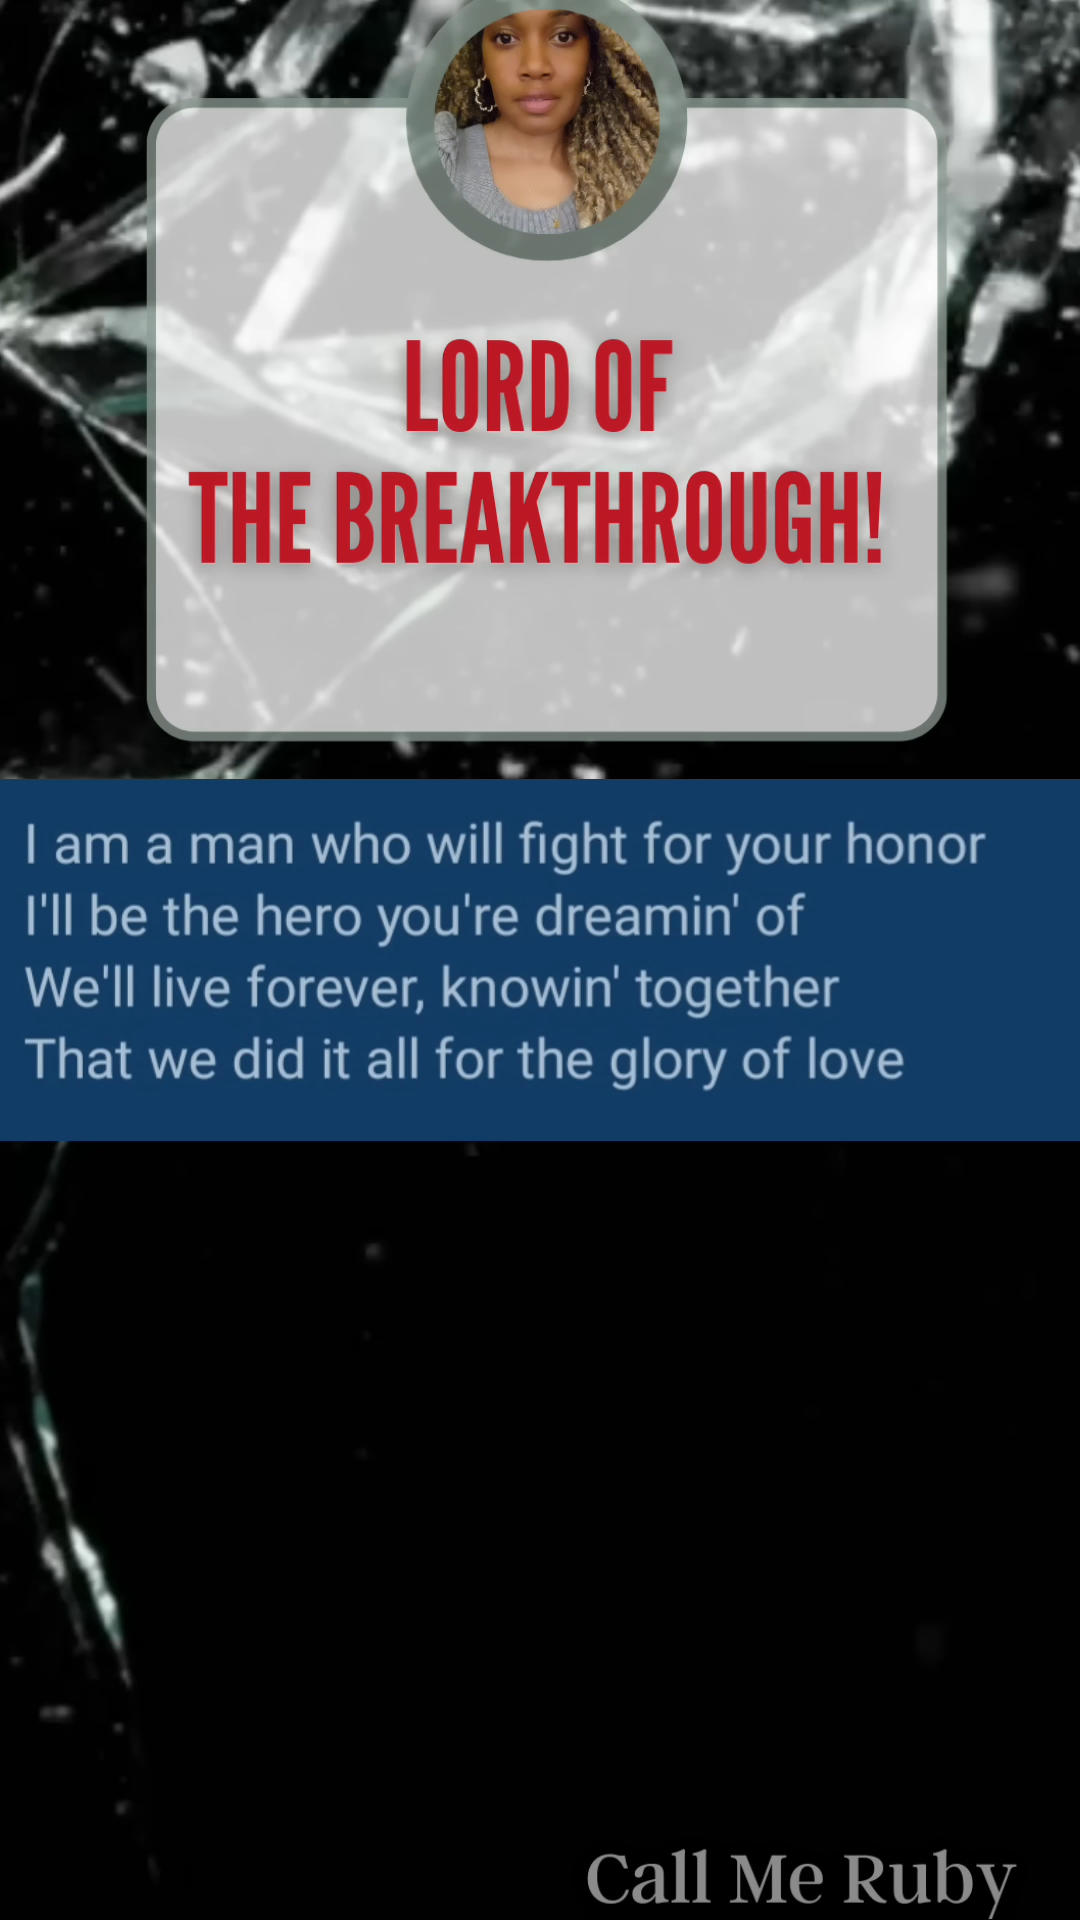 LORD OF
THE BREAKTHROUGH!
I am a man who will fight for your honor
I'll be the hero you're dreamin' of
We'll live forever, knowin' together
That we did it all for the glory of love
Call Me Ruby